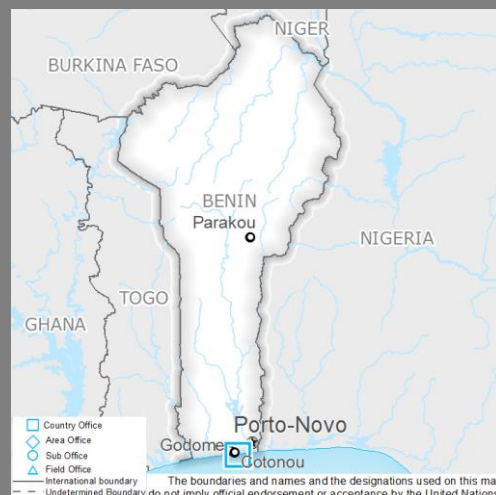 NIGER
BURKINA FASO
BENIN
Parakou
NIGERIA
TOGO
GHANA
Porto-Novo
Godomey
Cotonou
Country Office
Area Office
Sub Office
Field Office
International boundary
Undetermined Boundary
The boundaries and names and the designations used on this ma
do not imply official endorsement or acceptance by the United Nation